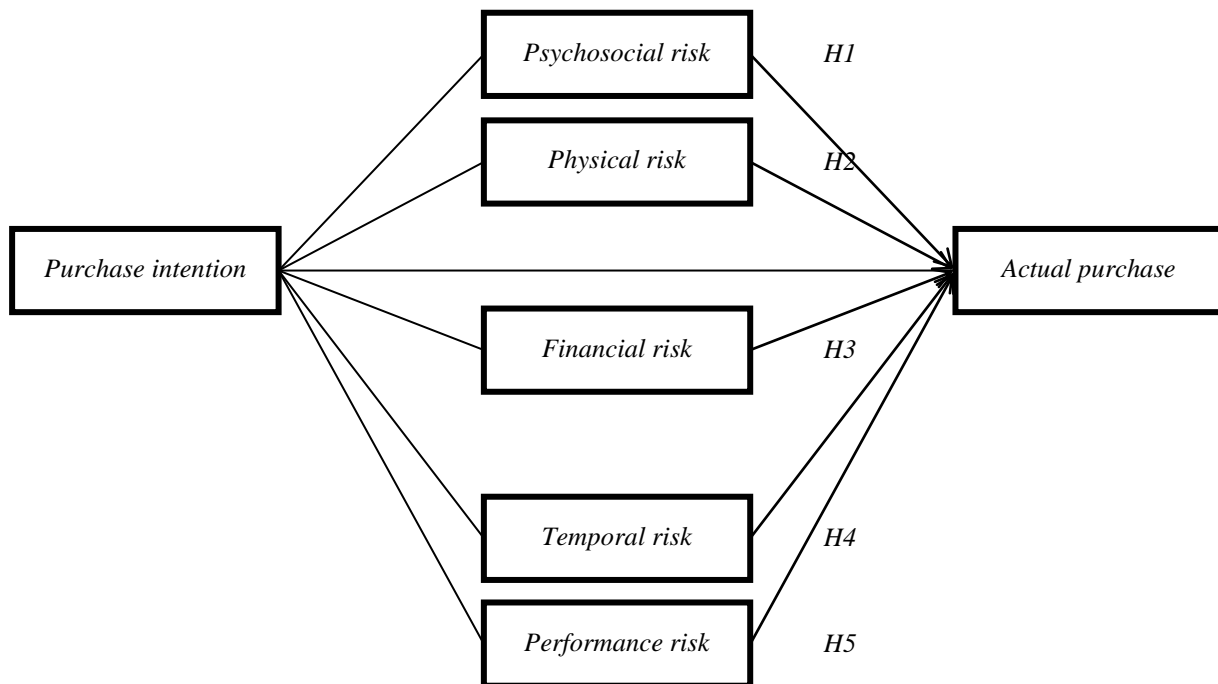 Psychosocial risk
H1
Physical risk
H2
Purchase intention
Actual purchase
Financial risk
H3
Temporal risk
H4
Performance risk
H5